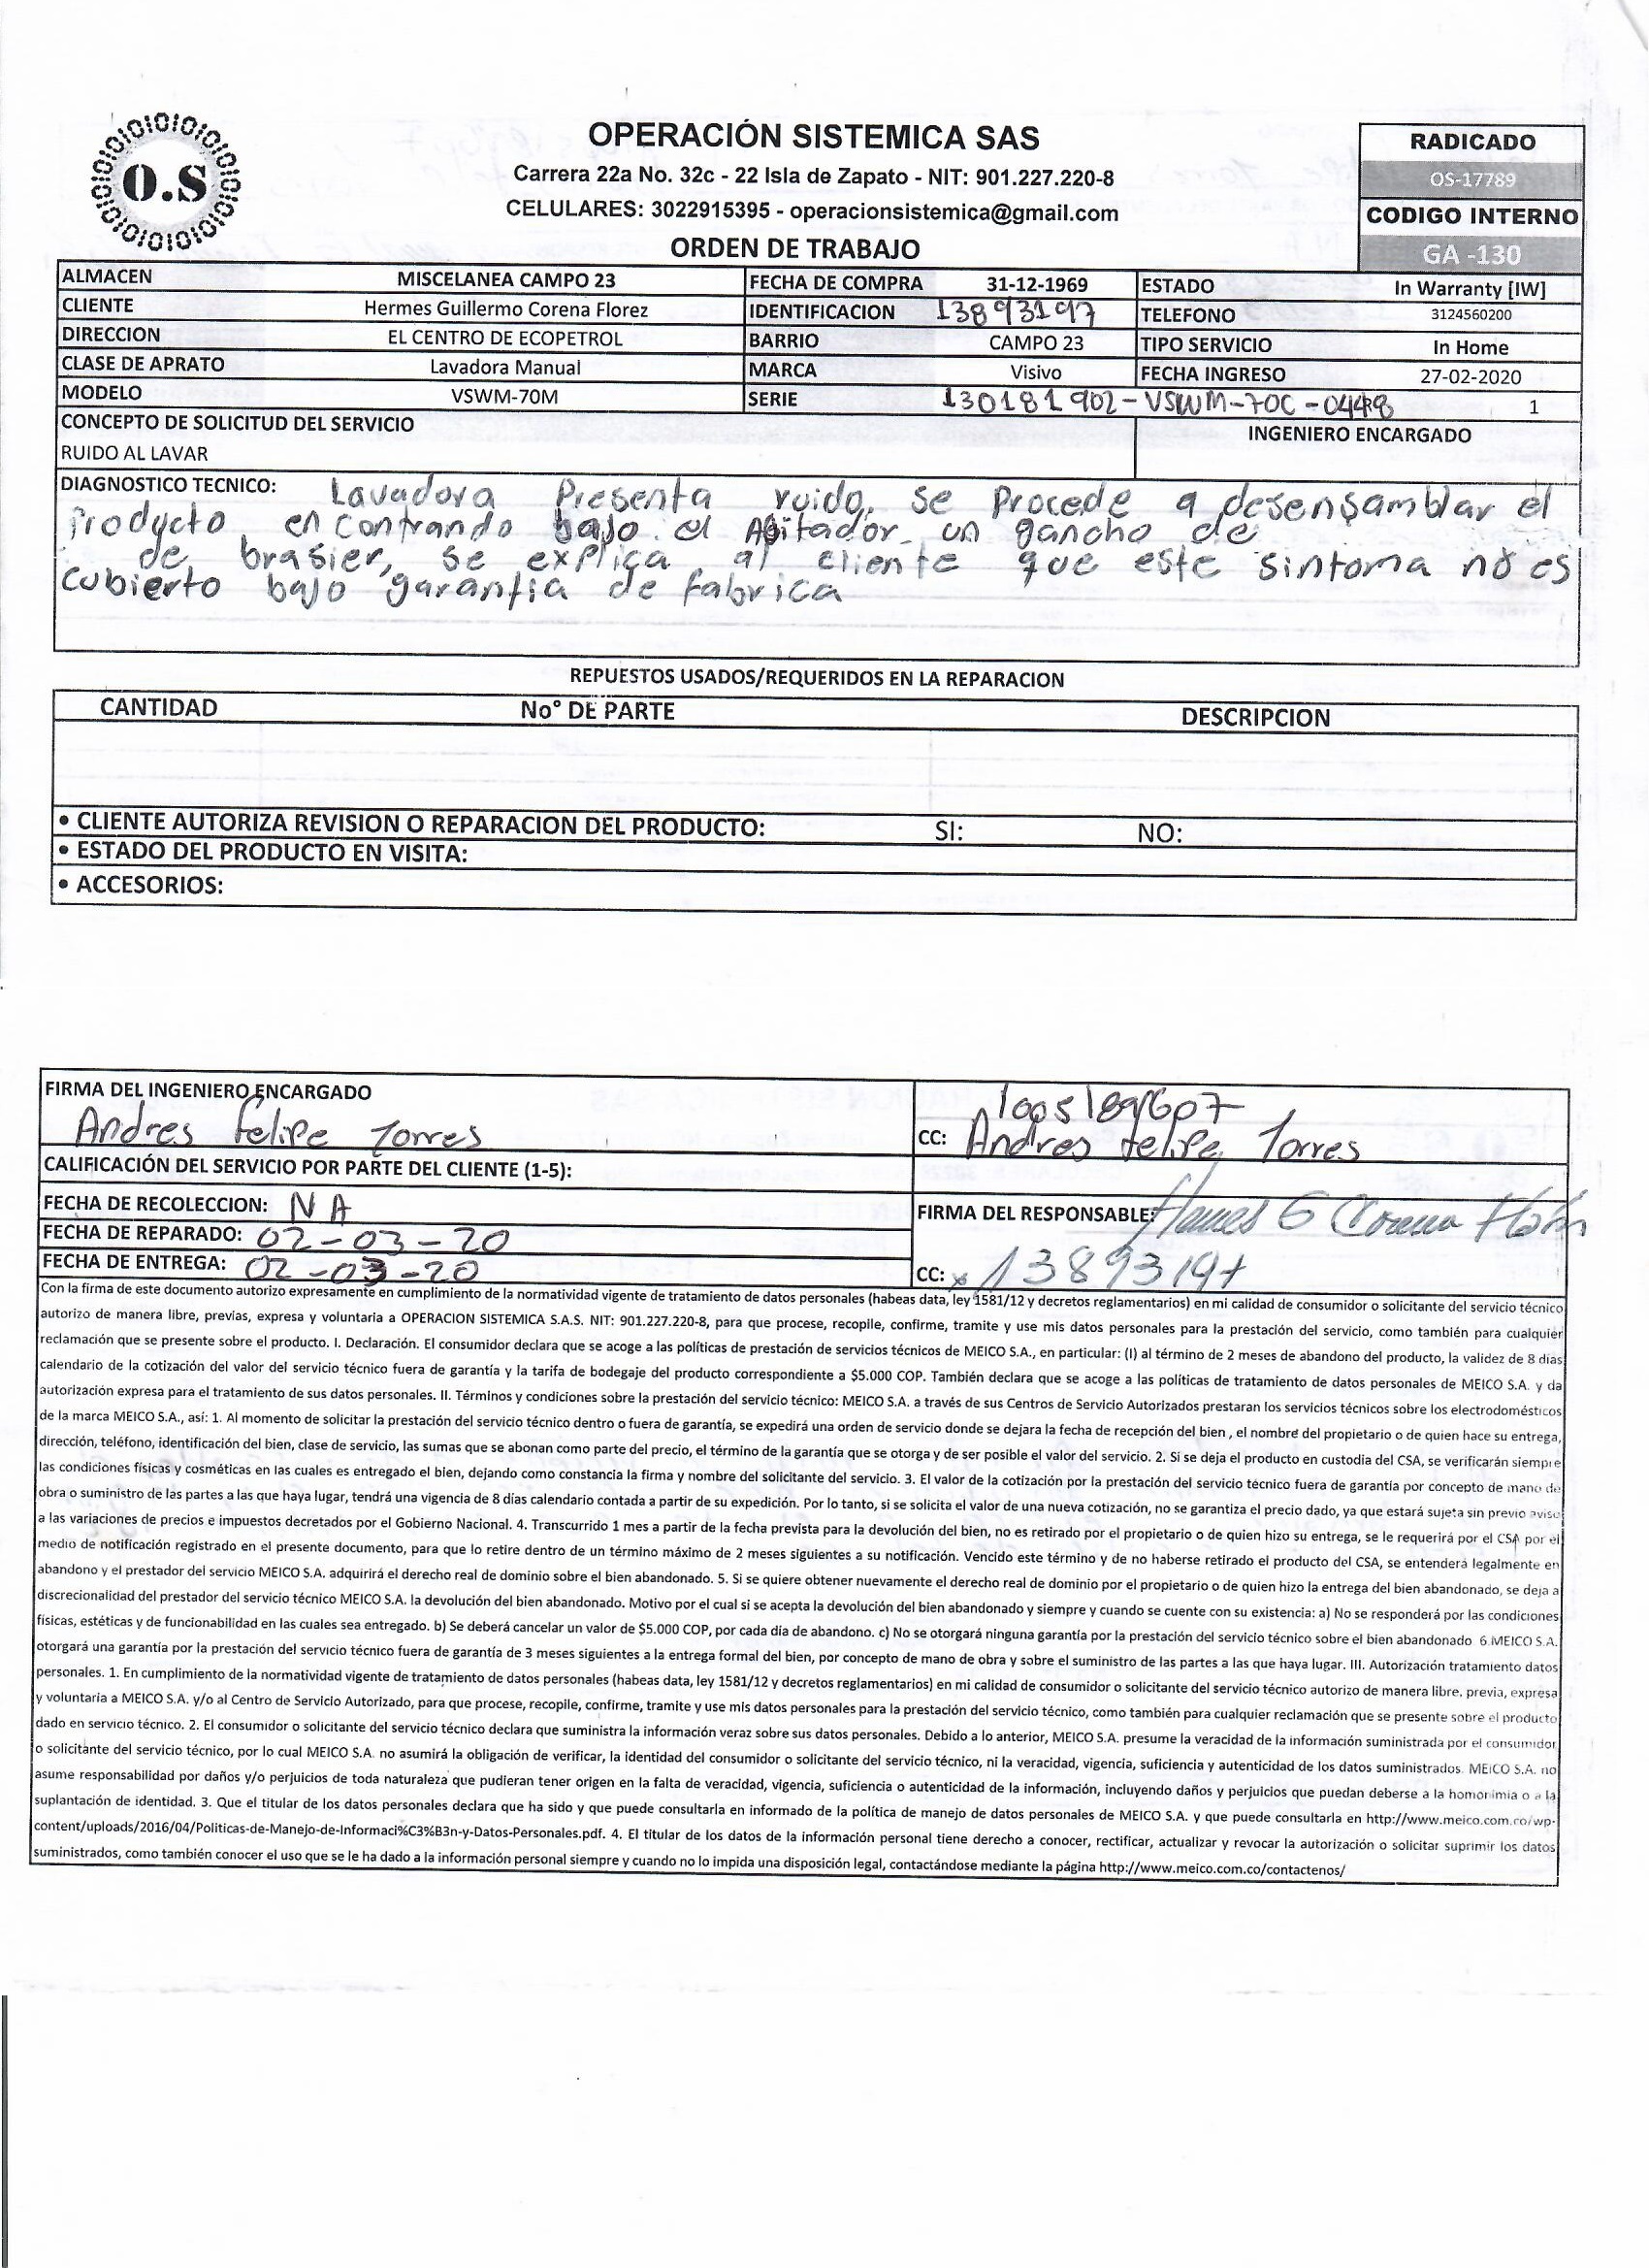 O.S
OPERACIÓN SISTEMICA SAS
Carrera 22a No. 32c - 22 Isla de Zapato - NIT: 901.227.220-8
CELULARES: 3022915395 - operacionsistemica@gmail.com
ORDEN DE TRABAJO
RADICADO
OS-17789
CODIGO INTERNO
GA -130
ALMACEN MISCELANEA CAMPO 23 FECHA DE COMPRA 31-12-1969 ESTADO In Warranty [IW]
CLIENTE Hermes Guillermo Corena Florez IDENTIFICACION 13893197 TELEFONO 3124560200
DIRECCION EL CENTRO DE ECOPETROL BARRIO CAMPO 23 TIPO SERVICIO In Home
CLASE DE APRATO Lavadora Manual MARCA Visivo FECHA INGRESO 27-02-2020
MODELO VSWM-70M SERIE 130181902-VSWM-70C-0448 1
CONCEPTO DE SOLICITUD DEL SERVICIO INGENIERO ENCARGADO
RUIDO AL LAVAR
DIAGNOSTICO TECNICO: Lavadora Presenta ruido, se Procede a desensamblar el
Producto encontrando bajo el Agitador un gancho de
de brasier, se explica al cliente que este sintoma no es
cubierto bajo garantia de fabrica
REPUESTOS USADOS/REQUERIDOS EN LA REPARACION
CANTIDAD No° DE PARTE DESCRIPCION
• CLIENTE AUTORIZA REVISION O REPARACION DEL PRODUCTO: SI: NO:
• ESTADO DEL PRODUCTO EN VISITA:
• ACCESORIOS:
FIRMA DEL INGENIERO ENCARGADO 1005189607
Andres Felipe Torres CC: Andres Felipe Torres
CALIFICACIÓN DEL SERVICIO POR PARTE DEL CLIENTE (1-5):
FECHA DE RECOLECCION: NA FIRMA DEL RESPONSABLE: G Corena
FECHA DE REPARADO: 02-03-20
FECHA DE ENTREGA: 02-03-20 CC: x 13893197
Con la firma de este documento autorizo expresamente en cumplimiento de la normatividad vigente de tratamiento de datos personales (habeas data, ley 1581/12 y decretos reglamentarios) en mi calidad de consumidor o solicitante del servicio técnico
autorizo de manera libre, previas, expresa y voluntaria a OPERACION SISTEMICA S.A.S. NIT: 901.227.220-8, para que procese, recopile, confirme, tramite y use mis datos personales para la prestación del servicio, como también para cualquier
reclamación que se presente sobre el producto. I. Declaración. El consumidor declara que se acoge a las políticas de prestación de servicios técnicos de MEICO S.A., en particular: (I) al término de 2 meses de abandono del producto, la validez de 8 días
calendario de la cotización del valor del servicio técnico fuera de garantía y la tarifa de bodegaje del producto correspondiente a $5.000 COP. También declara que se acoge a las políticas de tratamiento de datos personales de MEICO S.A. y da
autorización expresa para el tratamiento de sus datos personales. II. Términos y condiciones sobre la prestación del servicio técnico: MEICO S.A. a través de sus Centros de Servicio Autorizados prestaran los servicios técnicos sobre los electrodomésticos
de la marca MEICO S.A., así: 1. Al momento de solicitar la prestación del servicio técnico dentro o fuera de garantía, se expedirá una orden de servicio donde se dejara la fecha de recepción del bien , el nombre del propietario o de quien hace su entrega,
dirección, teléfono, identificación del bien, clase de servicio, las sumas que se abonan como parte del precio, el término de la garantía que se otorga y de ser posible el valor del servicio. 2. Si se deja el producto en custodia del CSA, se verificarán siempre
las condiciones físicas y cosméticas en las cuales es entregado el bien, dejando como constancia la firma y nombre del solicitante del servicio. 3. El valor de la cotización por la prestación del servicio técnico fuera de garantía por concepto de mano de
obra o suministro de las partes a las que haya lugar, tendrá una vigencia de 8 días calendario contada a partir de su expedición. Por lo tanto, si se solicita el valor de una nueva cotización, no se garantiza el precio dado, ya que estará sujeta sin previo aviso
a las variaciones de precios e impuestos decretados por el Gobierno Nacional. 4. Transcurrido 1 mes a partir de la fecha prevista para la devolución del bien, no es retirado por el propietario o de quien hizo su entrega, se le requerirá por el CSA por el
medio de notificación registrado en el presente documento, para que lo retire dentro de un término máximo de 2 meses siguientes a su notificación. Vencido este término y de no haberse retirado el producto del CSA, se entenderá legalmente en
abandono y el prestador del servicio MEICO S.A. adquirirá el derecho real de dominio sobre el bien abandonado. 5. Si se quiere obtener nuevamente el derecho real de dominio por el propietario o de quien hizo la entrega del bien abandonado, se deja a
discrecionalidad del prestador del servicio técnico MEICO S.A. la devolución del bien abandonado. Motivo por el cual si se acepta la devolución del bien abandonado y siempre y cuando se cuente con su existencia: a) No se responderá por las condiciones
físicas, estéticas y de funcionabilidad en las cuales sea entregado. b) Se deberá cancelar un valor de $5.000 COP, por cada día de abandono. c) No se otorgará ninguna garantía por la prestación del servicio técnico sobre el bien abandonado 6.MEICO S.A.
otorgará una garantía por la prestación del servicio técnico fuera de garantía de 3 meses siguientes a la entrega formal del bien, por concepto de mano de obra y sobre el suministro de las partes a las que haya lugar. III. Autorización tratamiento datos
personales. 1. En cumplimiento de la normatividad vigente de tratamiento de datos personales (habeas data, ley 1581/12 y decretos reglamentarios) en mi calidad de consumidor o solicitante del servicio técnico autorizo de manera libre, previa, expresa
y voluntaria a MEICO S.A. y/o al Centro de Servicio Autorizado, para que procese, recopile, confirme, tramite y use mis datos personales para la prestación del servicio técnico, como también para cualquier reclamación que se presente sobre el producto
dado en servicio técnico. 2. El consumidor o solicitante del servicio técnico declara que suministra la información veraz sobre sus datos personales. Debido a lo anterior, MEICO S.A. presume la veracidad de la información suministrada por el consumidor
o solicitante del servicio técnico, por lo cual MEICO S.A. no asumirá la obligación de verificar, la identidad del consumidor o solicitante del servicio técnico, ni la veracidad, vigencia, suficiencia y autenticidad de los datos suministrados. MEICO S.A. no
asume responsabilidad por daños y/o perjuicios de toda naturaleza que pudieran tener origen en la falta de veracidad, vigencia, suficiencia o autenticidad de la información, incluyendo daños y perjuicios que puedan deberse a la homonimia o a la
suplantación de identidad. 3. Que el titular de los datos personales declara que ha sido y que puede consultarla en informado de la política de manejo de datos personales de MEICO S.A. y que puede consultarla en http://www.meico.com.co/wp-
content/uploads/2016/04/Politicas-de-Manejo-de-Informaci%C3%B3n-y-Datos-Personales.pdf. 4. El titular de los datos de la información personal tiene derecho a conocer, rectificar, actualizar y revocar la autorización o solicitar suprimir los datos
suministrados, como también conocer el uso que se le ha dado a la información personal siempre y cuando no lo impida una disposición legal, contactándose mediante la página http://www.meico.com.co/contactenos/